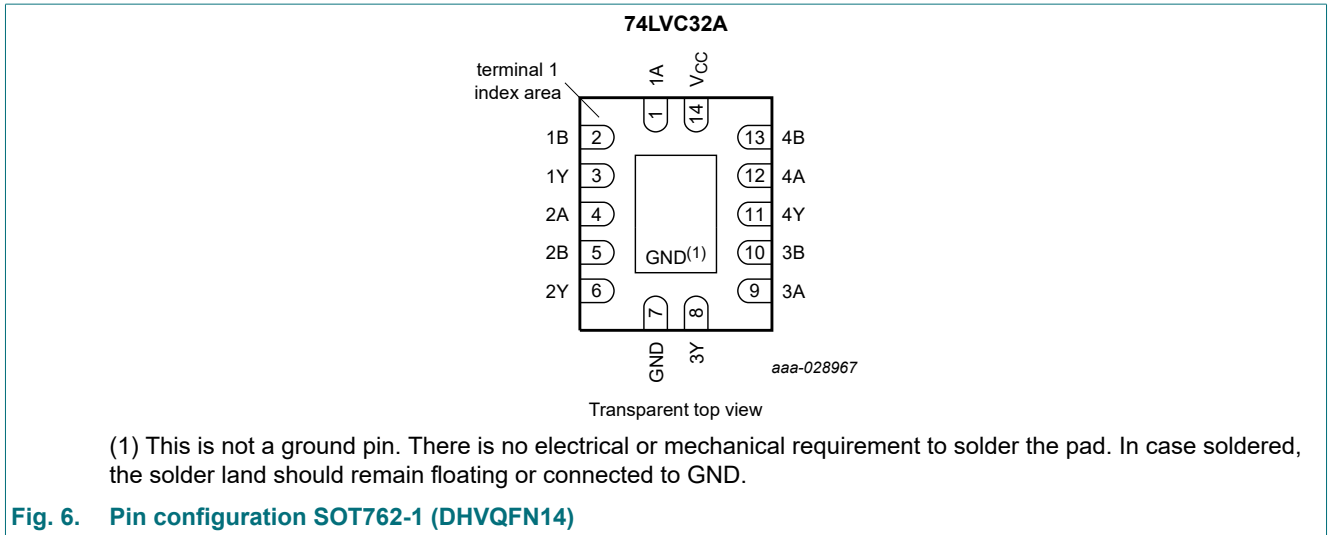 74LVC32A
terminal 1
index area
1A
VCC
1
14
1B 2
13 4B
1Y 3
12 4A
2A 4
11 4Y
2B 5
GND(1)
10 3B
2Y 6
9 3A
7
8
GND
3Y
aaa-028967
Transparent top view
(1) This is not a ground pin. There is no electrical or mechanical requirement to solder the pad. In case soldered,
the solder land should remain floating or connected to GND.
Fig. 6. Pin configuration SOT762-1 (DHVQFN14)